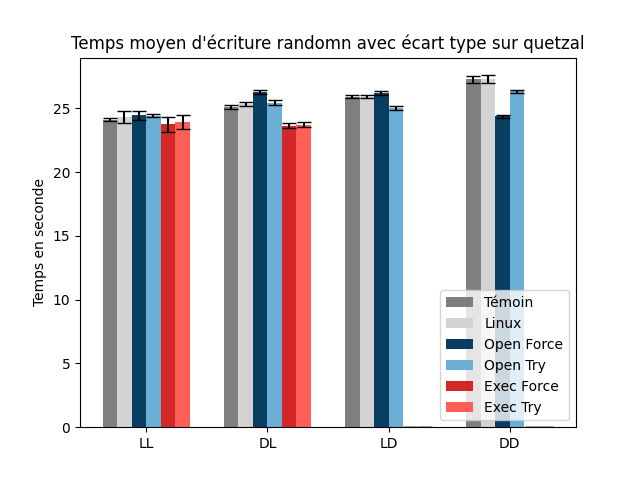 Temps moyen d'écriture randomn avec écart type sur quetzal
Temps en seconde
25
20
15
10
5
0
LL
DL
LD
DD
Témoin
Linux
Open Force
Open Try
Exec Force
Exec Try